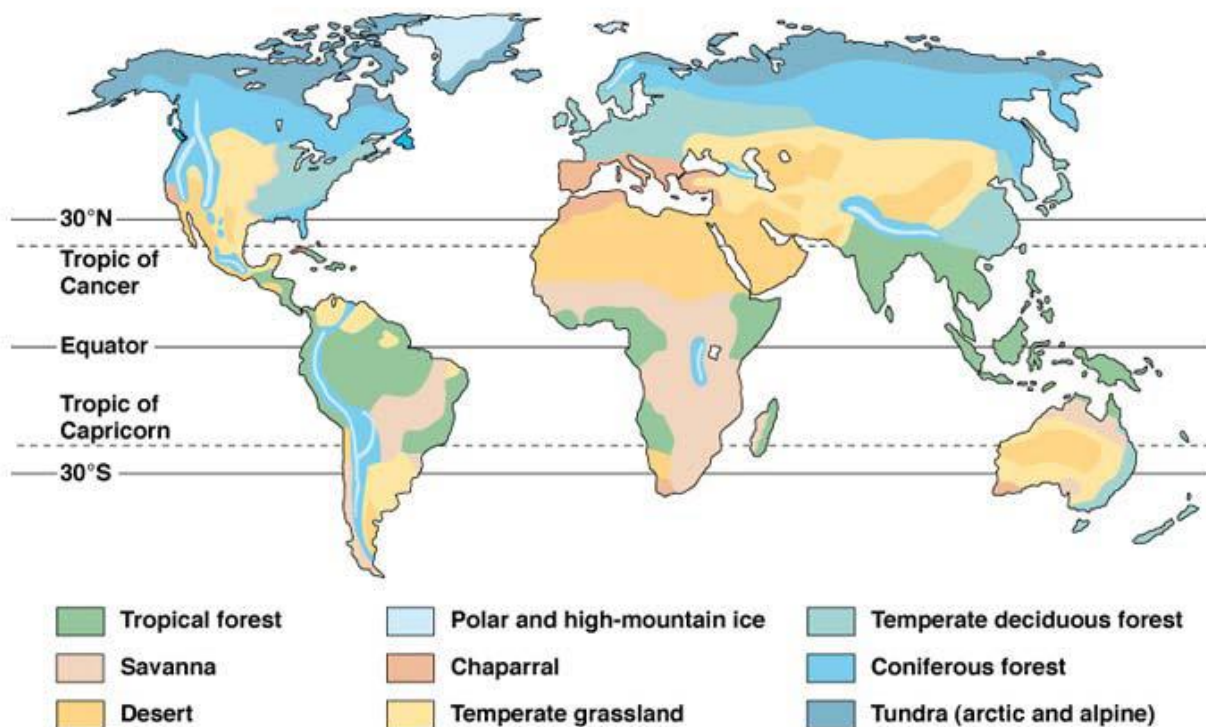 30°N
Tropic of
Cancer
Equator
Tropic of
Capricorn
30°S
Tropical forest
Polar and high-mountain ice
Temperate deciduous forest
Savanna
Chaparral
Coniferous forest
Desert
Temperate grassland
Tundra (arctic and alpine)